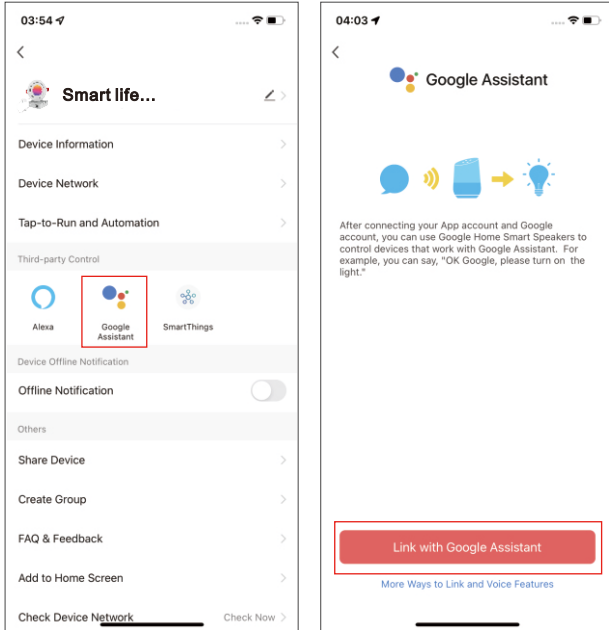 03:54
Smart life...
Device Information
Device Network
Tap-to-Run and Automation
Third-party Control
Alexa
Google
Assistant
SmartThings
Device Offline Notification
Offline Notification
Others
Share Device
Create Group
FAQ & Feedback
Add to Home Screen
Check Device Network
Check Now
04:03
Google Assistant
After connecting your App account and Google
account, you can use Google Home Smart Speakers to
control devices that work with Google Assistant. For
example, you can say, "OK Google, please turn on the
light."
Link with Google Assistant
More Ways to Link and Voice Features